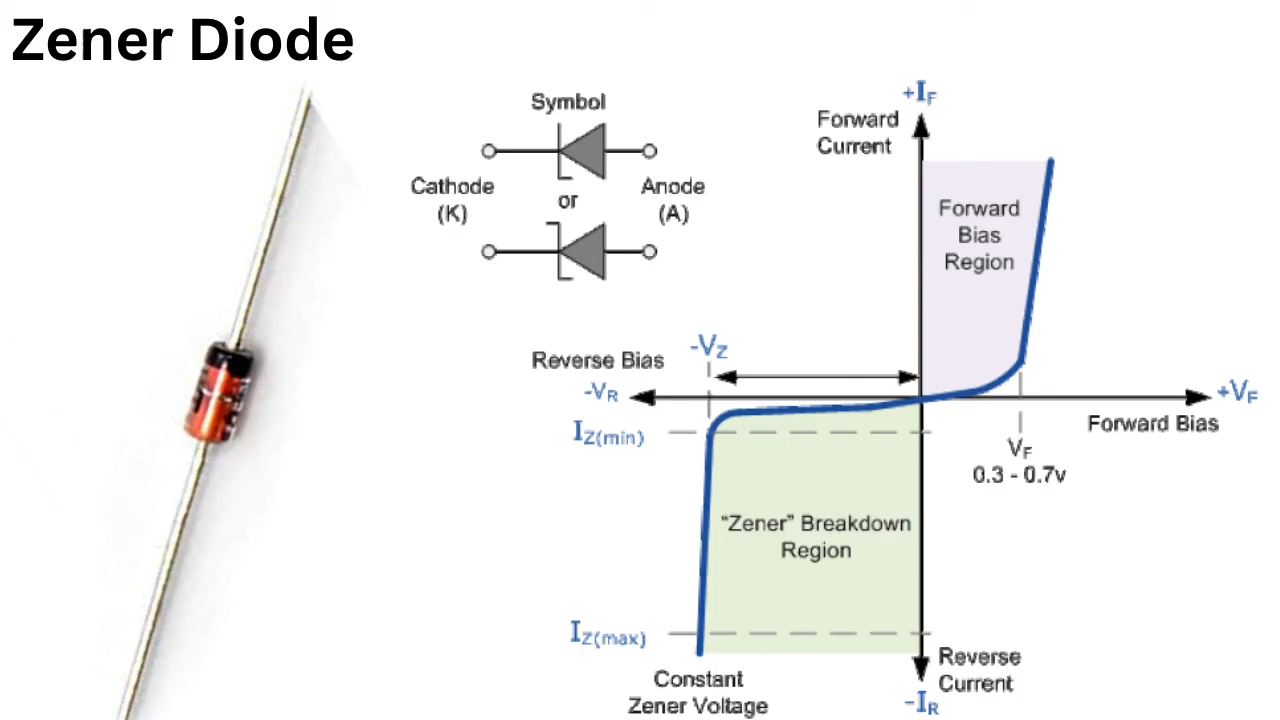 Zener Diode
Symbol
Cathode
(K)
or
Anode
(A)
+IF
Forward
Current
Forward
Bias
Region
-VZ
Reverse Bias
-VR
+VF
Forward Bias
IZ(min)
VF
0.3 - 0.7v
“Zener” Breakdown
Region
IZ(max)
Constant
Zener Voltage
Reverse
Current
-IR